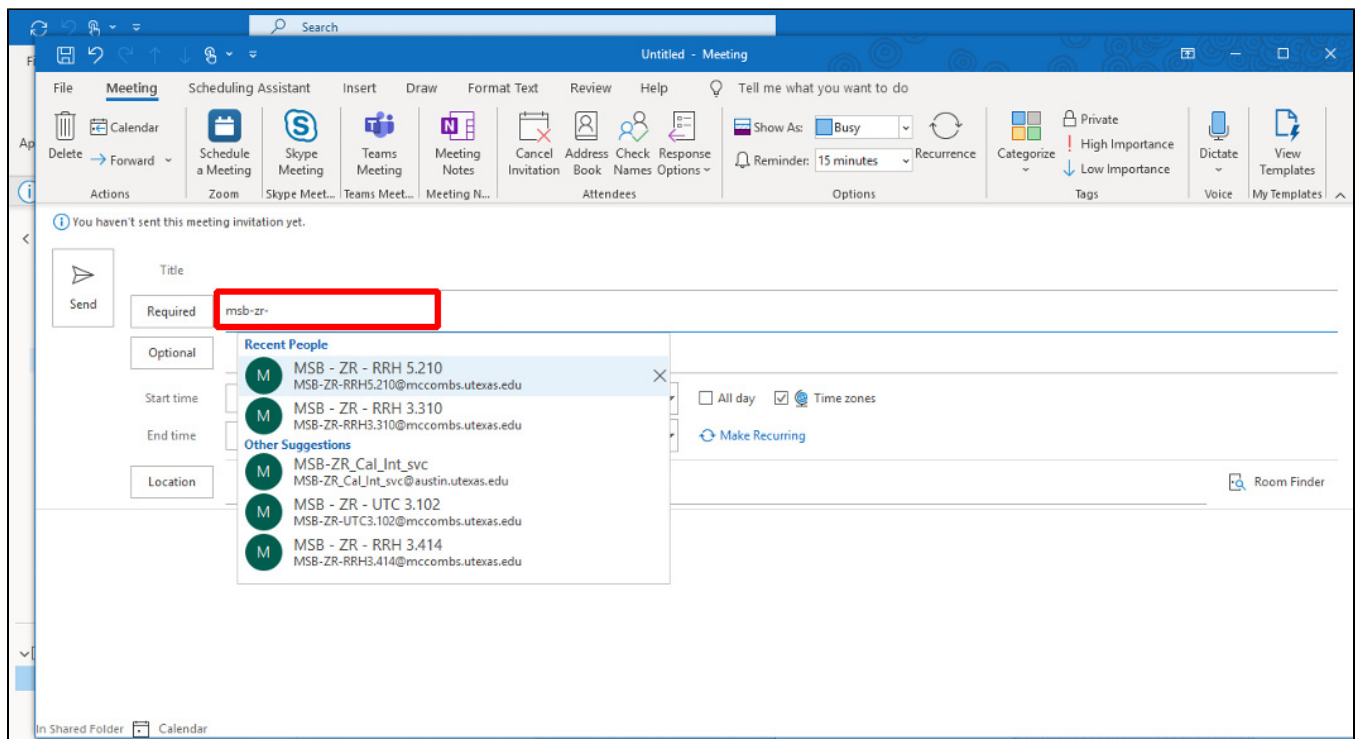 Search
Untitled - Meeting
File Meeting Scheduling Assistant Insert Draw Format Text Review Help Tell me what you want to do
Delete
Calendar
Forward
Schedule a Meeting
Skype Meeting
Teams Meeting
Meeting Notes
Cancel Invitation
Address Book
Check Names
Response Options
Show As: Busy
Reminder: 15 minutes
Recurrence
Categorize
Private
High Importance
Low Importance
Dictate
View Templates
Actions Zoom Skype Meet... Teams Meet... Meeting N... Attendees Options Tags Voice My Templates
You haven't sent this meeting invitation yet.
Send
Title
Required msb-zr-
Optional
Recent People
MSB - ZR - RRH 5.210
MSB-ZR-RRH5.210@mccombs.utexas.edu
MSB - ZR - RRH 3.310
MSB-ZR-RRH3.310@mccombs.utexas.edu
Other Suggestions
MSB-ZR_Cal_Int_svc
MSB-ZR_Cal_Int_svc@austin.utexas.edu
MSB - ZR - UTC 3.102
MSB-ZR-UTC3.102@mccombs.utexas.edu
MSB - ZR - RRH 3.414
MSB-ZR-RRH3.414@mccombs.utexas.edu
Start time
All day Time zones
End time
Make Recurring
Location
Room Finder
In Shared Folder Calendar